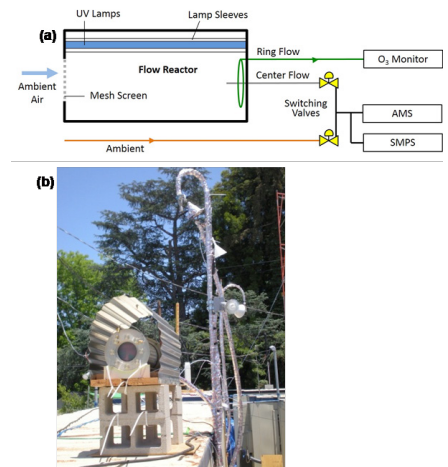 UV Lamps
Lamp Sleeves
(a)
Ring Flow
O₃ Monitor
Flow Reactor
Center Flow
Ambient
Air
Mesh Screen
Switching
Valves
AMS
Ambient
SMPS
(b)